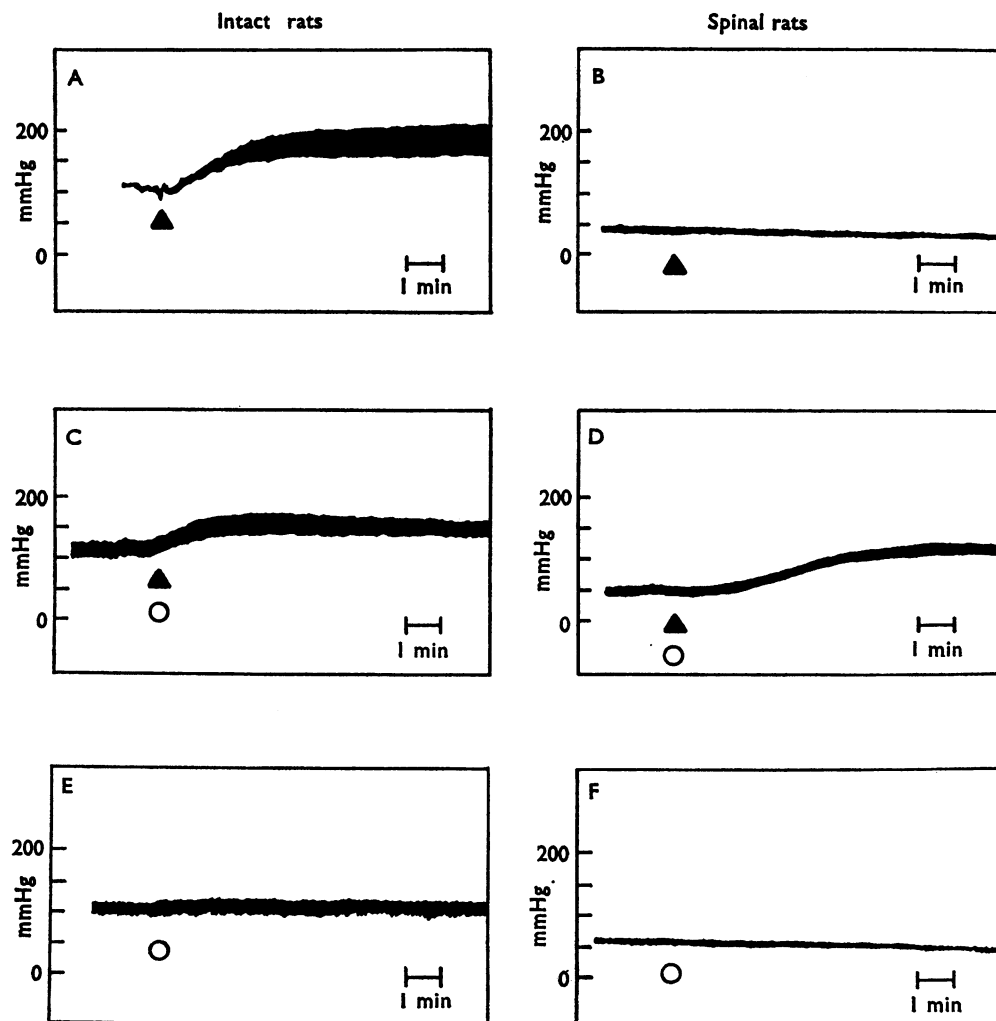 Intact rats
Spinal rats
A
200
mmHg
0
1 min
B
200
mmHg
0
1 min
C
200
mmHg
0
1 min
D
200
mmHg
0
1 min
E
200
mmHg
0
1 min
F
200
mmHg.
0
1 min